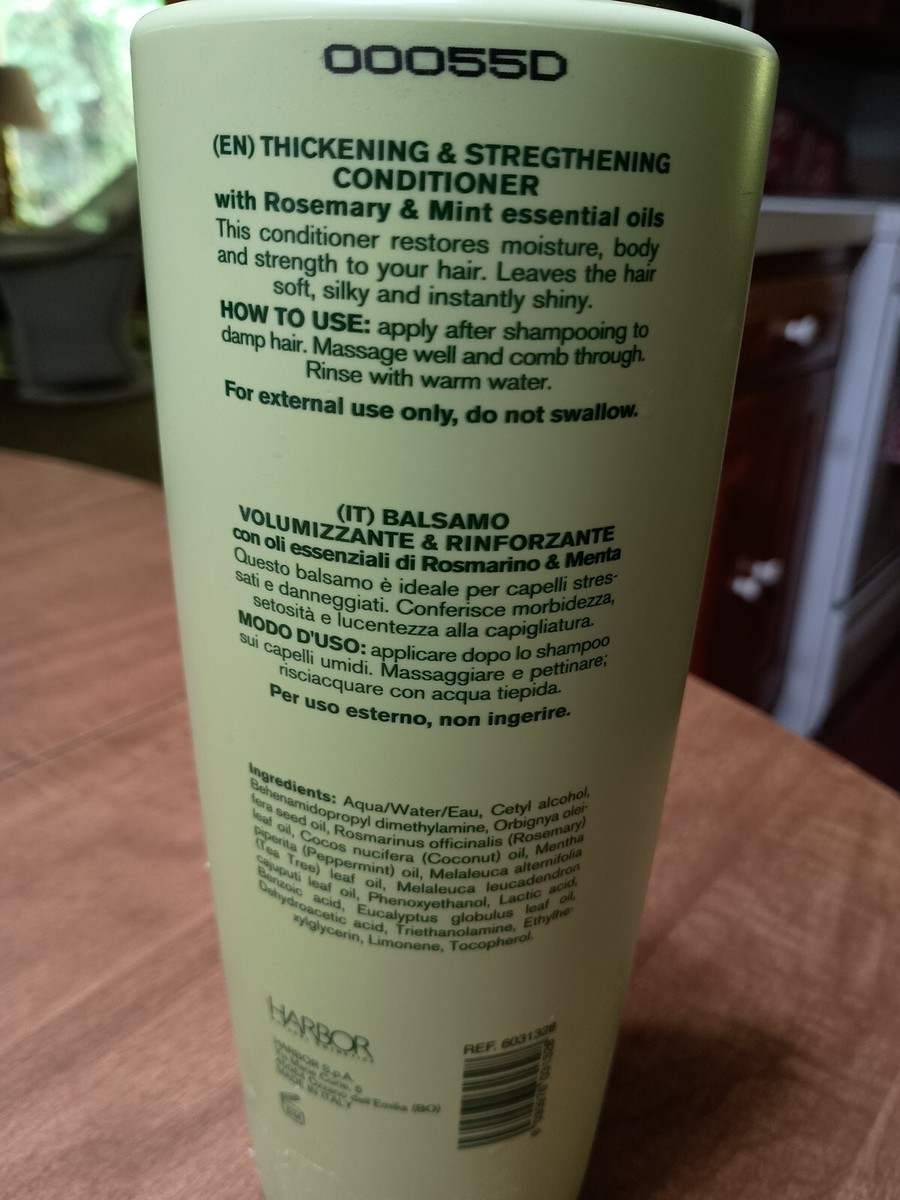 00055D
(EN) THICKENING & STREGTHENING
CONDITIONER
with Rosemary & Mint essential oils
This conditioner restores moisture, body
and strength to your hair. Leaves the hair
soft, silky and instantly shiny.
HOW TO USE: apply after shampooing to
damp hair. Massage well and comb through.
Rinse with warm water.
For external use only, do not swallow.
(IT) BALSAMO
VOLUMIZZANTE & RINFORZANTE
con oli essenziali di Rosmarino & Menta
Questo balsamo è ideale per capelli stres-
sati e danneggiati. Conferisce morbidezza,
setosità e lucentezza alla capigliatura.
MODO D'USO: applicare dopo lo shampoo
sui capelli umidi. Massaggiare e pettinare;
risciacquare con acqua tiepida.
Per uso esterno, non ingerire.
Ingredients: Aqua/Water/Eau, Cetyl alcohol,
Behenamidopropyl dimethylamine, Orbignya olei-
fera seed oil, Rosmarinus officinalis (Rosemary)
leaf oil, Cocos nucifera (Coconut) oil, Mentha
piperita (Peppermint) oil, Melaleuca alternifolia
(Tea Tree) leaf oil, Melaleuca leucadendron
cajuputi leaf oil, Phenoxyethanol, Lactic acid,
Benzoic acid, Eucalyptus globulus leaf oil,
Dehydroacetic acid, Triethanolamine, Ethylhe-
xylglycerin, Limonene, Tocopherol.
HARBOR
HARBOR S.p.A.
dell'Emilia (BO)
MADE IN ITALY
REF. 6031328